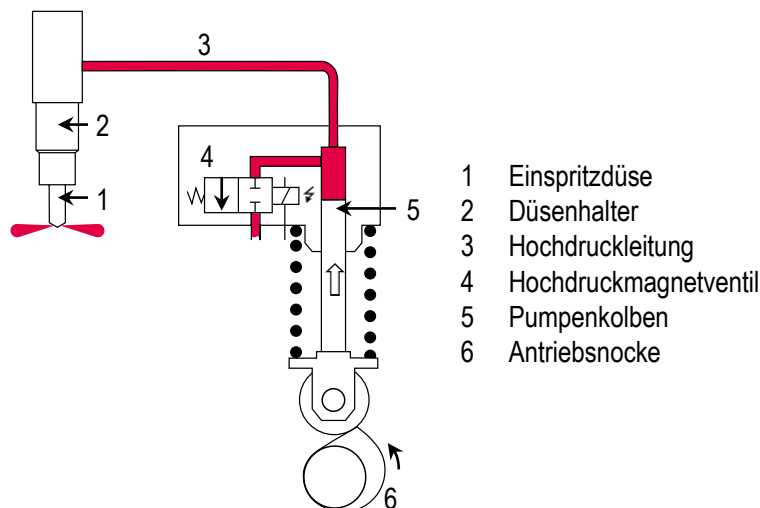 3
2
4
1
5
6
1 Einspritzdüse
2 Düsenhalter
3 Hochdruckleitung
4 Hochdruckmagnetventil
5 Pumpenkolben
6 Antriebsnocke